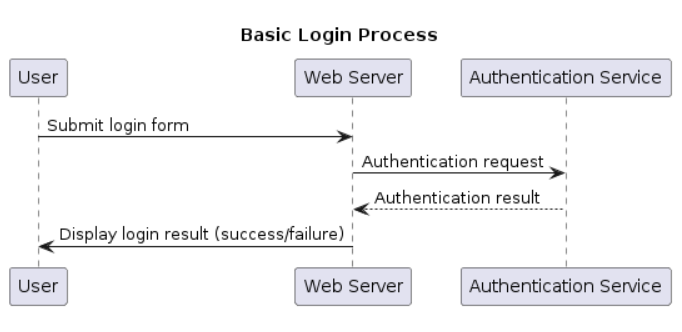 Basic Login Process
User
Web Server
Authentication Service
Submit login form
Authentication request
Authentication result
Display login result (success/failure)
User
Web Server
Authentication Service